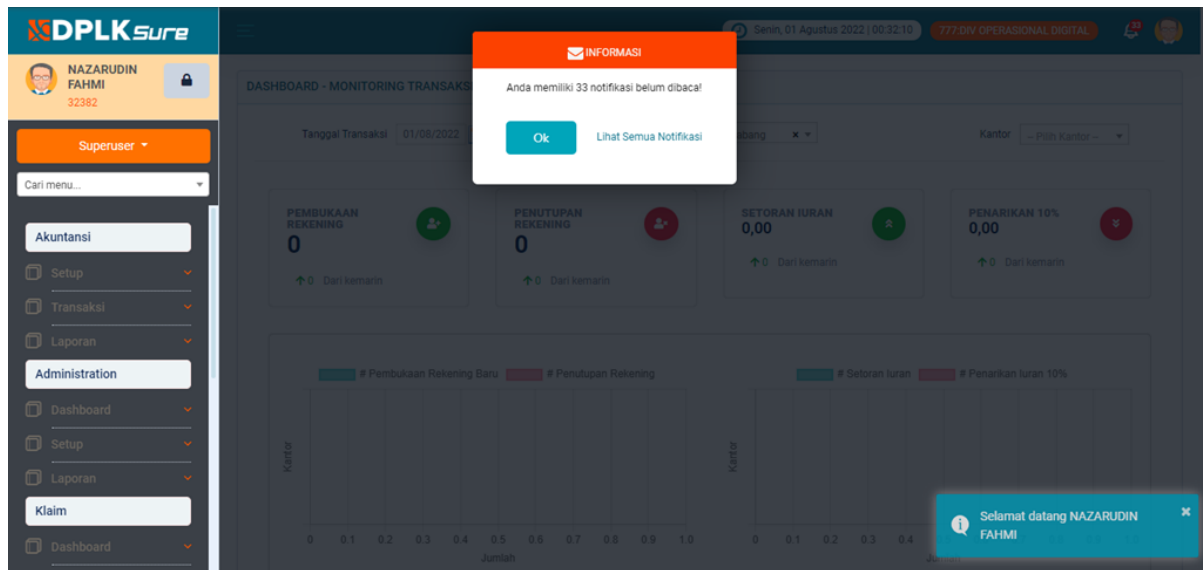 DPLKSure
NAZARUDIN
FAHMI
32382
Superuser
Cari menu...
Akuntansi
Setup
Transaksi
Laporan
Administration
Dashboard
Setup
Laporan
Klaim
Dashboard
Senin, 01 Agustus 2022 | 00:32:10
777:DIV OPERASIONAL DIGITAL
33
INFORMASI
Anda memiliki 33 notifikasi belum dibaca!
Ok
Lihat Semua Notifikasi
DASHBOARD - MONITORING TRANSAKS
Tanggal Transaksi 01/08/2022
abang
Kantor -- Pilih Kantor --
PEMBUKAAN
REKENING
0
0 Dari kemarin
PENUTUPAN
REKENING
0
0 Dari kemarin
SETORAN IURAN
0,00
0 Dari kemarin
PENARIKAN 10%
0,00
0 Dari kemarin
# Pembukaan Rekening Baru # Penutupan Rekening
Kantor
0 0.1 0.2 0.3 0.4 0.5 0.6 0.7 0.8 0.9 1.0
Jumlah
# Setoran Iuran # Penarikan Iuran 10%
Kantor
0 0.1 0.2 0.3 0.4
Selamat datang NAZARUDIN
FAHMI